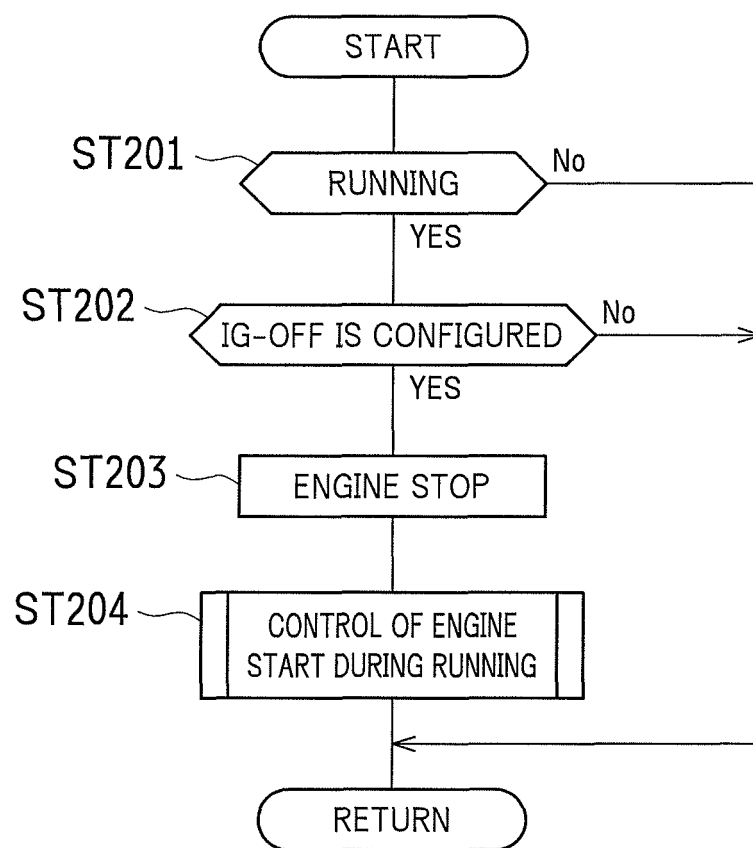 START
ST201
RUNNING
No
YES
ST202
IG-OFF IS CONFIGURED
No
YES
ST203
ENGINE STOP
ST204
CONTROL OF ENGINE
START DURING RUNNING
RETURN